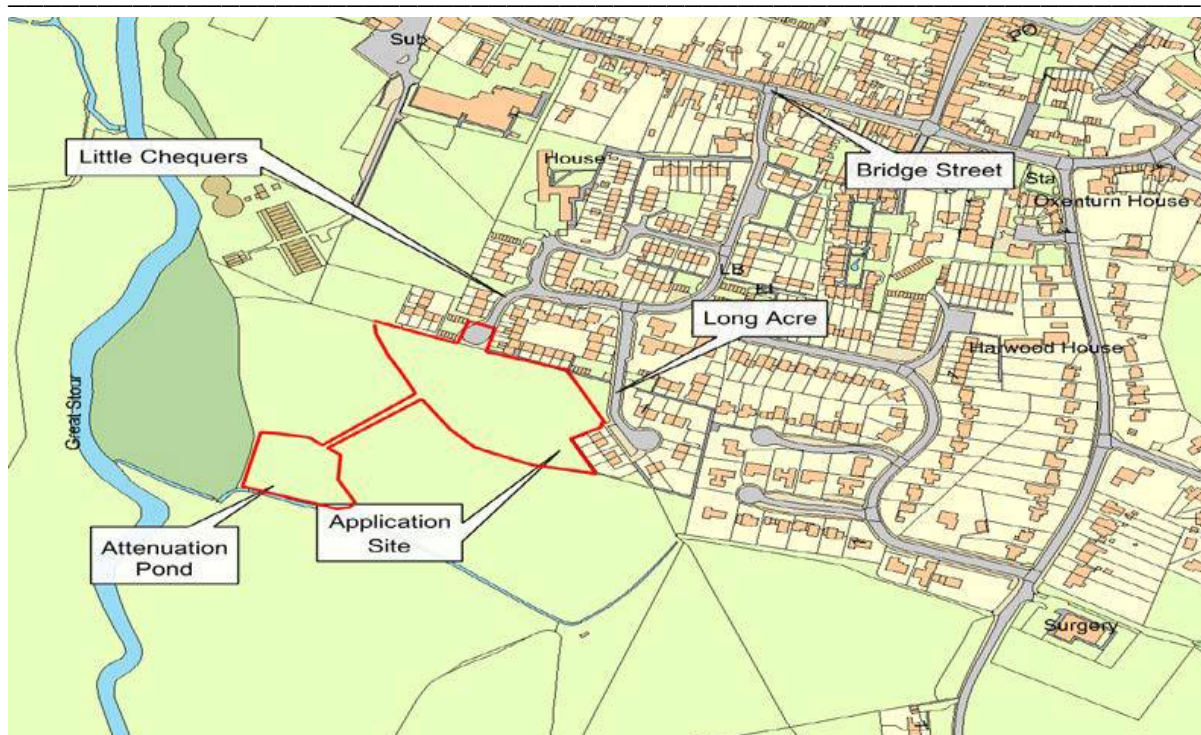 PO
Sub
Little Chequers
House
Bridge Street
Sta
Oxenturn House
LB
El
Long Acre
Harwood House
Great Stour
Application
Site
Attenuation
Pond
Surgery